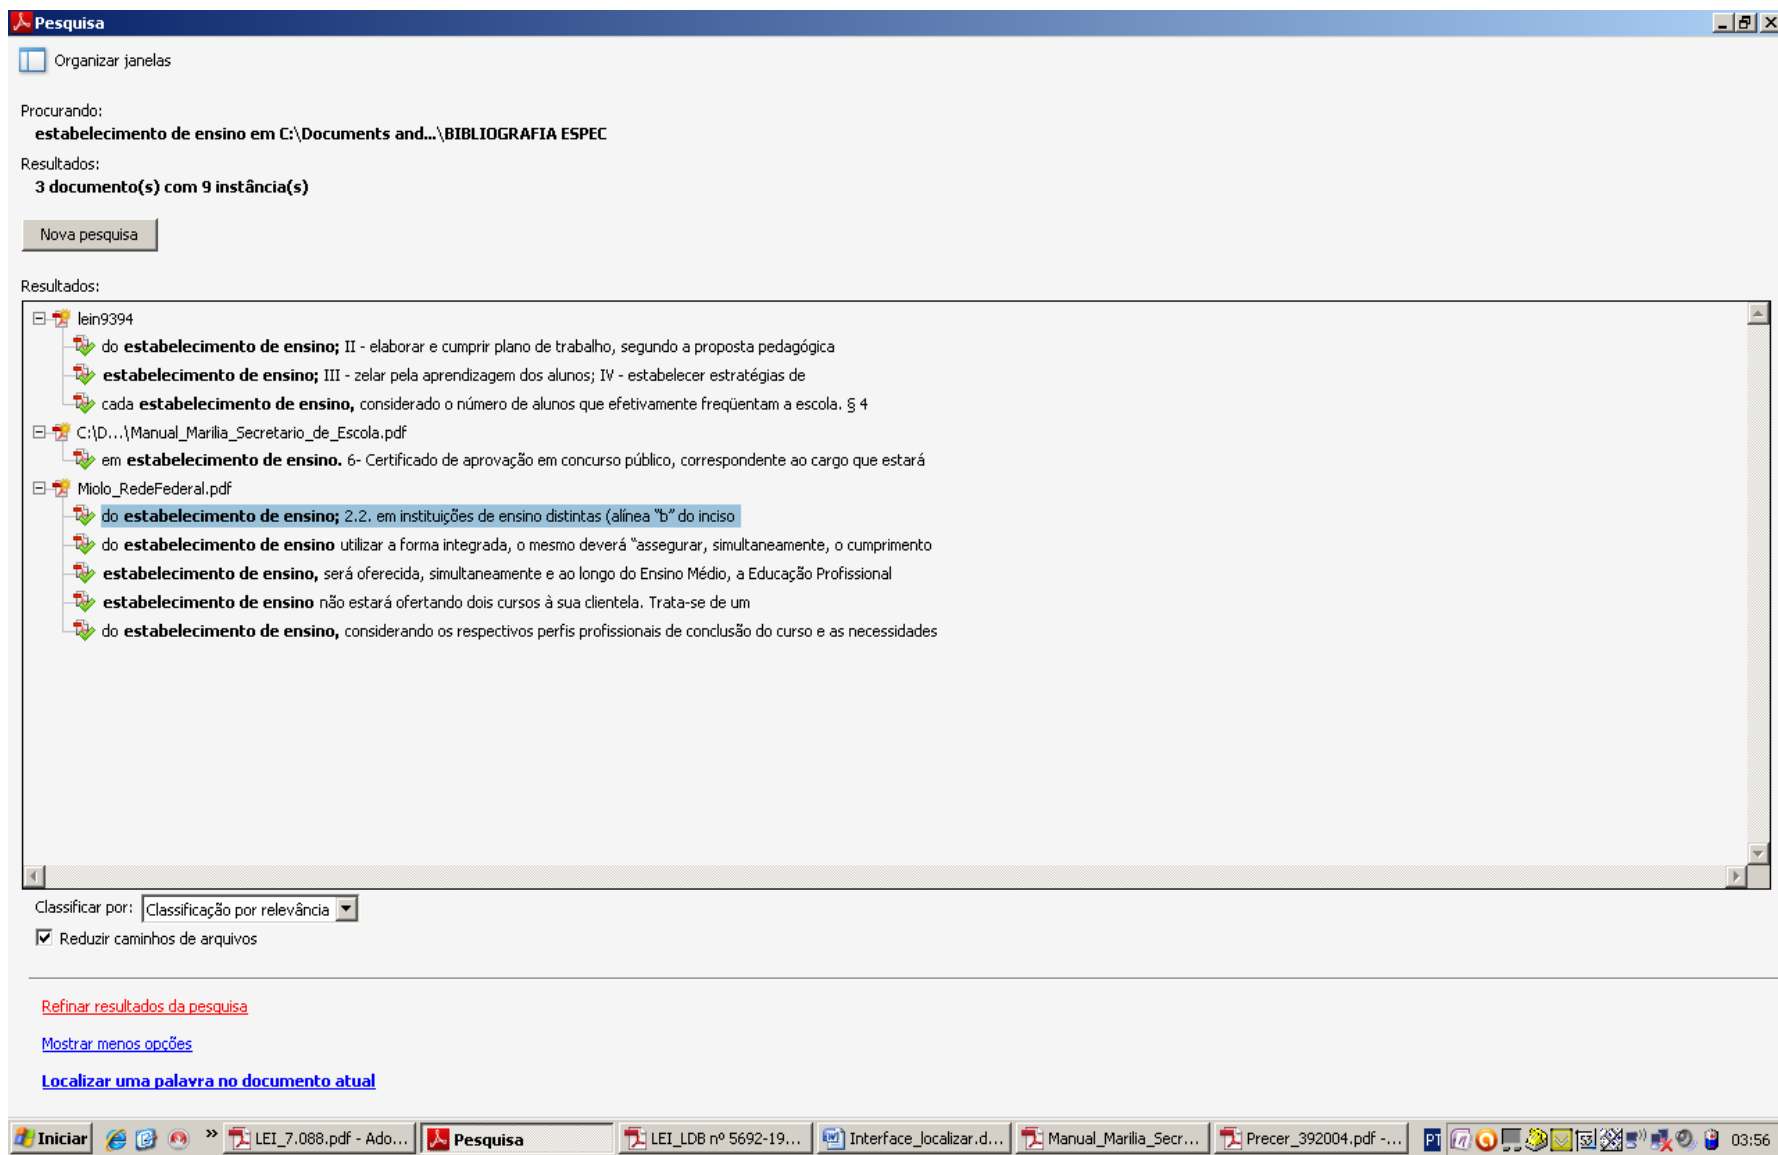 Pesquisa
Organizar janelas
Procurando:
estabelecimento de ensino em C:\Documents and...\BIBLIOGRAFIA ESPEC
Resultados:
3 documento(s) com 9 instância(s)
Nova pesquisa
Resultados:
lein9394
do estabelecimento de ensino; II - elaborar e cumprir plano de trabalho, segundo a proposta pedagógica
estabelecimento de ensino; III - zelar pela aprendizagem dos alunos; IV - estabelecer estratégias de
cada estabelecimento de ensino, considerado o número de alunos que efetivamente freqüentam a escola. § 4
C:\D...\Manual_Marilia_Secretario_de_Escola.pdf
em estabelecimento de ensino. 6- Certificado de aprovação em concurso público, correspondente ao cargo que estará
Miolo_RedeFederal.pdf
do estabelecimento de ensino; 2.2. em instituições de ensino distintas (alínea “b” do inciso
do estabelecimento de ensino utilizar a forma integrada, o mesmo deverá “assegurar, simultaneamente, o cumprimento
estabelecimento de ensino, será oferecida, simultaneamente e ao longo do Ensino Médio, a Educação Profissional
estabelecimento de ensino não estará ofertando dois cursos à sua clientela. Trata-se de um
do estabelecimento de ensino, considerando os respectivos perfis profissionais de conclusão do curso e as necessidades
Classificar por: Classificação por relevância
Reduzir caminhos de arquivos
Refinar resultados da pesquisa
Mostrar menos opções
Localizar uma palavra no documento atual
Iniciar » LEI_7.088.pdf - Ado... Pesquisa LEI_LDB nº 5692-19... Interface_localizar.d... Manual_Marilia_Secr... Precer_392004.pdf -... PT 03:56